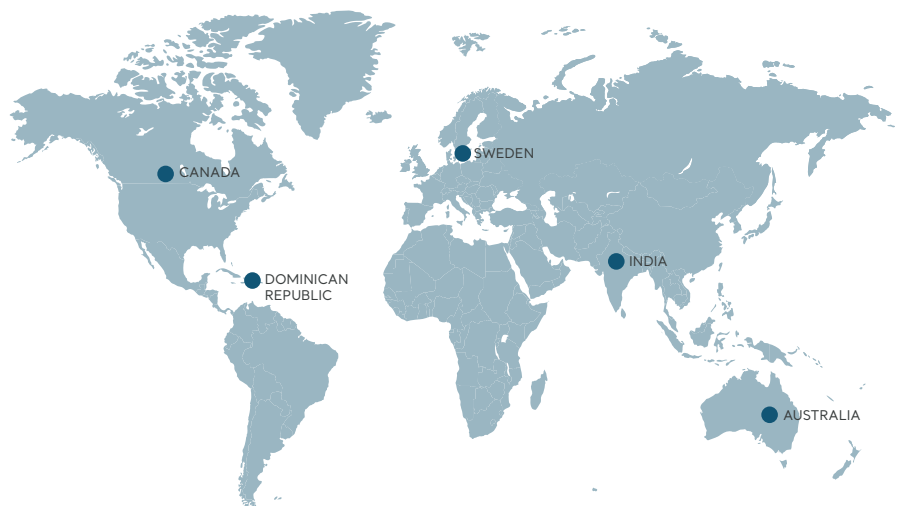 SWEDEN
CANADA
INDIA
DOMINICAN
REPUBLIC
AUSTRALIA